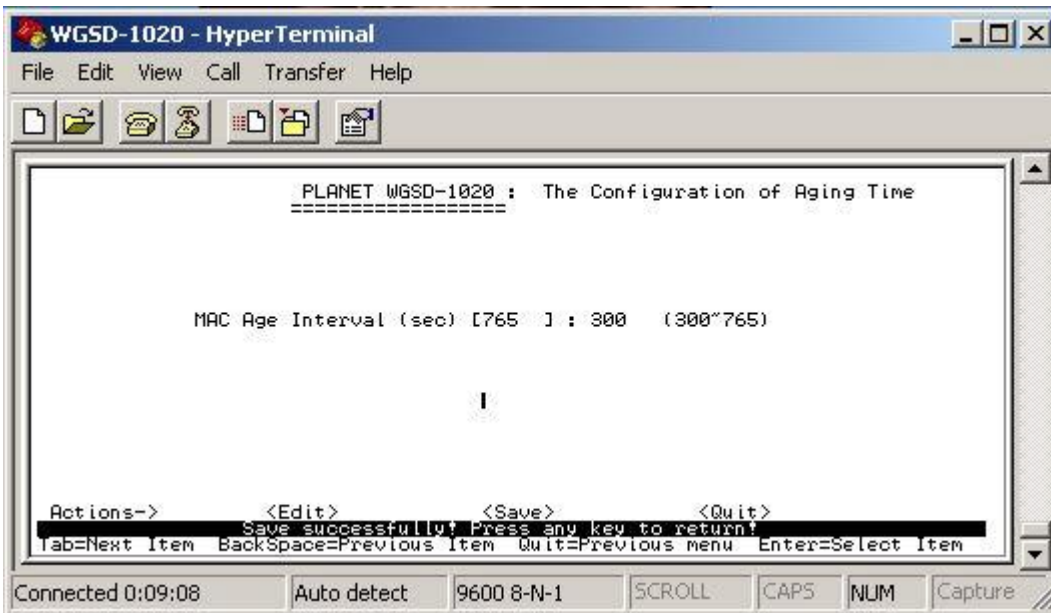 WGSD-1020 - HyperTerminal
File Edit View Call Transfer Help
PLANET WGSD-1020 : The Configuration of Aging Time
==================
MAC Age Interval (sec) [765 ] : 300 (300~765)
Actions-> <Edit> <Save> <Quit>
Save successfully! Press any key to return!
Tab=Next Item BackSpace=Previous Item Quit=Previous menu Enter=Select Item
Connected 0:09:08 Auto detect 9600 8-N-1 SCROLL CAPS NUM Capture